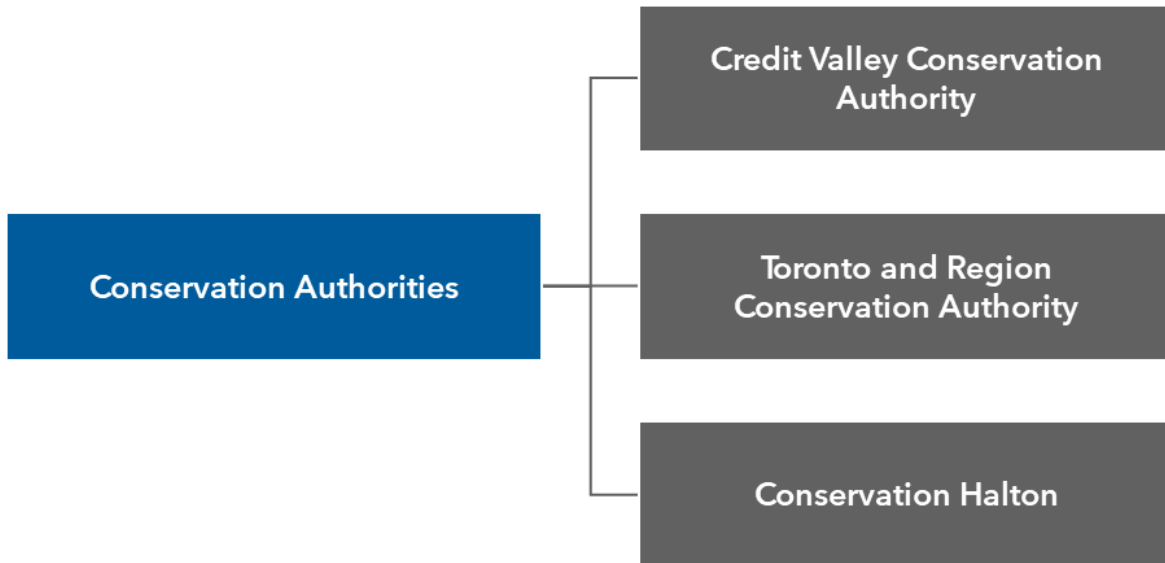 Credit Valley Conservation
Authority
Conservation Authorities
Toronto and Region
Conservation Authority
Conservation Halton